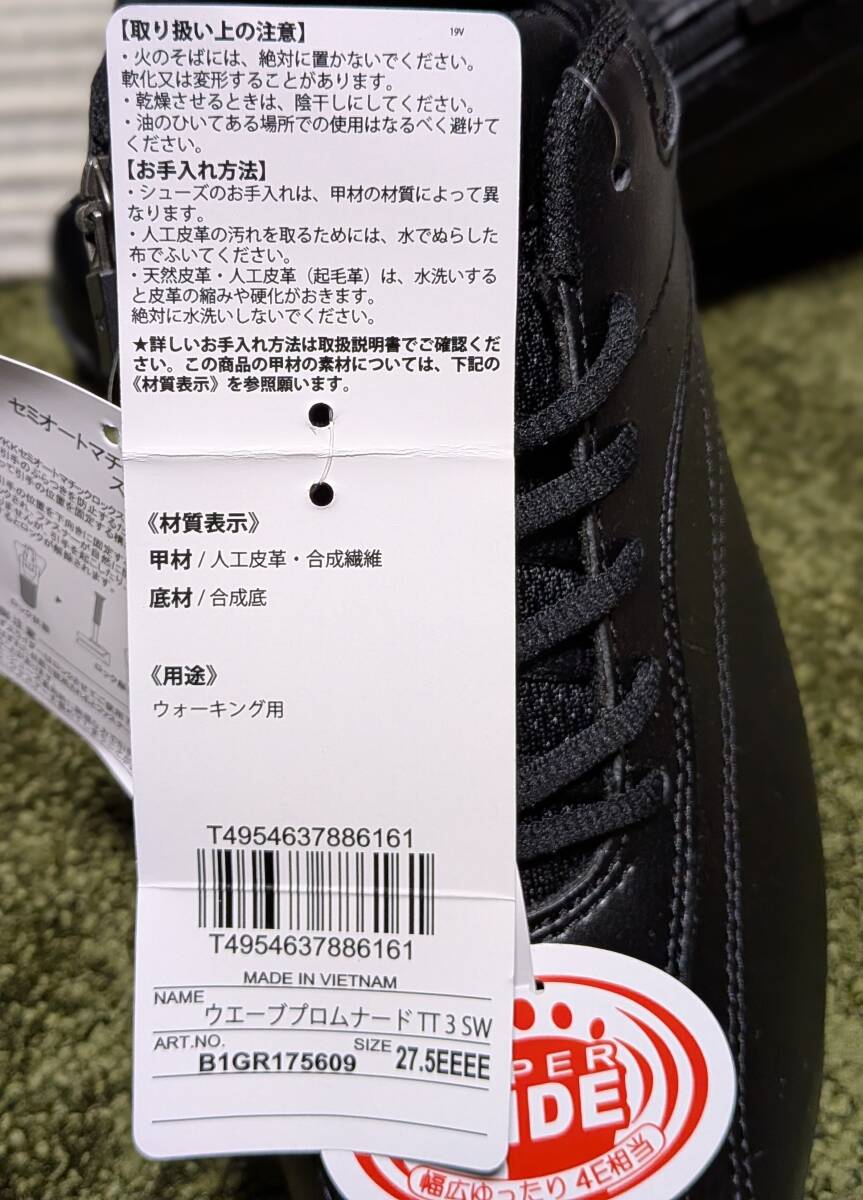 【取り扱い上の注意】
19V
・火のそばには、絶対に置かないでください。
軟化又は変形することがあります。
・乾燥させるときは、陰干しにしてください。
・油のひいてある場所での使用はなるべく避けて
ください。
【お手入れ方法】
・シューズのお手入れは、甲材の材質によって異
なります。
・人工皮革の汚れを取るためには、水でぬらした
布でふいてください。
・天然皮革・人工皮革（起毛革）は、水洗いする
と皮革の縮みや硬化がおきます。
絶対に水洗いしないでください。
★詳しいお手入れ方法は取扱説明書でご確認くだ
さい。この商品の甲材の素材については、下記の
《材質表示》を参照願います。
《材質表示》
甲材 / 人工皮革・合成繊維
底材 / 合成底
《用途》
ウォーキング用
T4954637886161
T4954637886161
MADE IN VIETNAM
NAME ウエーブプロムナード TT 3 SW
ART.NO. B1GR175609 SIZE 27.5EEEE
セミオートマチ
PER
IDE
幅広ゆったり 4E相当